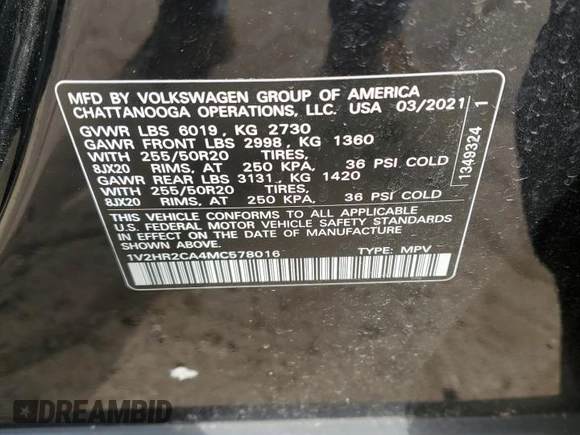 MFD BY VOLKSWAGEN GROUP OF AMERICA
CHATTANOOGA OPERATIONS, LLC. USA 03/2021
GVWR LBS 6019, KG 2730
GAWR FRONT LBS 2998, KG 1360
WITH 255/50R20 TIRES,
8JX20 RIMS, AT 250 KPA, 36 PSI COLD
GAWR REAR LBS 3131, KG 1420
WITH 255/50R20 TIRES,
8JX20 RIMS, AT 250 KPA, 36 PSI COLD
THIS VEHICLE CONFORMS TO ALL APPLICABLE
U.S. FEDERAL MOTOR VEHICLE SAFETY STANDARDS
IN EFFECT ON THE DATE OF MANUFACTURE
SHOWN ABOVE.
1V2HR2CA4MC578016 TYPE: MPV
1349324 1
DREAMBID